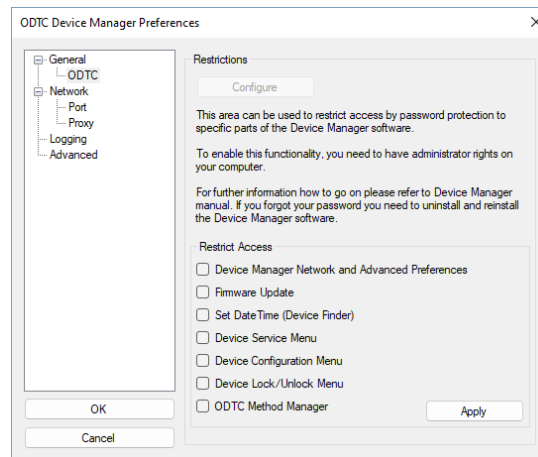 ODTC Device Manager Preferences
General
ODTC
Network
Port
Proxy
Logging
Advanced
OK
Cancel
Restrictions
Configure
This area can be used to restrict access by password protection to
specific parts of the Device Manager software.
To enable this functionality, you need to have administrator rights on
your computer.
For further information how to go on please refer to Device Manager
manual. If you forgot your password you need to uninstall and reinstall
the Device Manager software.
Restrict Access
Device Manager Network and Advanced Preferences
Firmware Update
Set DateTime (Device Finder)
Device Service Menu
Device Configuration Menu
Device Lock/Unlock Menu
ODTC Method Manager
Apply